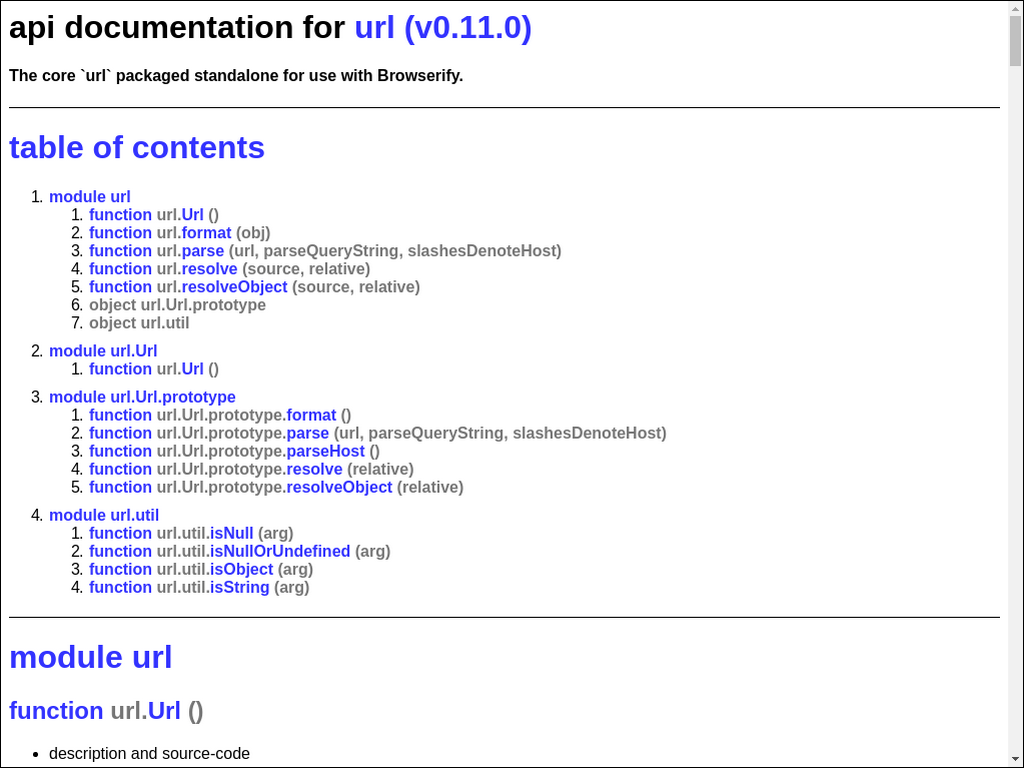 api documentation for url (v0.11.0)
The core `url` packaged standalone for use with Browserify.
table of contents
1. module url
1. function url.Url ()
2. function url.format (obj)
3. function url.parse (url, parseQueryString, slashesDenoteHost)
4. function url.resolve (source, relative)
5. function url.resolveObject (source, relative)
6. object url.Url.prototype
7. object url.util
2. module url.Url
1. function url.Url ()
3. module url.Url.prototype
1. function url.Url.prototype.format ()
2. function url.Url.prototype.parse (url, parseQueryString, slashesDenoteHost)
3. function url.Url.prototype.parseHost ()
4. function url.Url.prototype.resolve (relative)
5. function url.Url.prototype.resolveObject (relative)
4. module url.util
1. function url.util.isNull (arg)
2. function url.util.isNullOrUndefined (arg)
3. function url.util.isObject (arg)
4. function url.util.isString (arg)
module url
function url.Url ()
• description and source-code